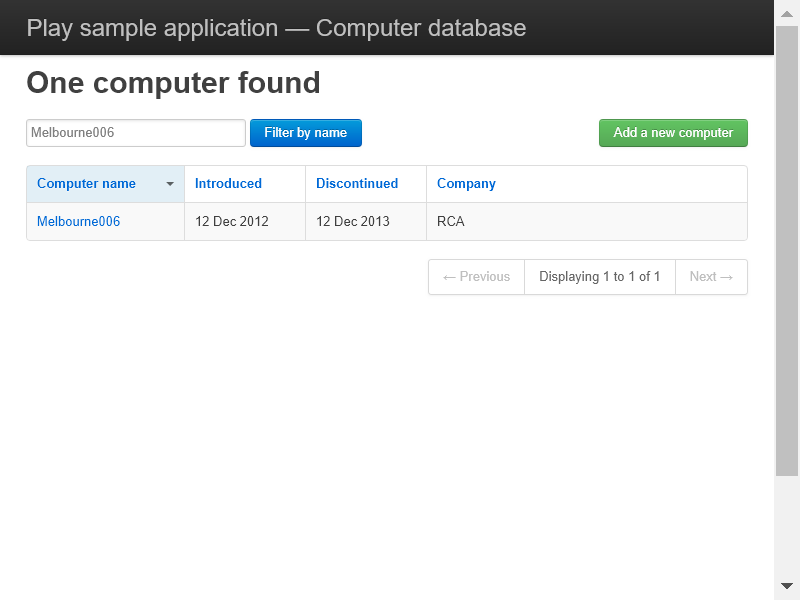 Play sample application — Computer database
One computer found
Melbourne006 Filter by name Add a new computer
Computer name Introduced Discontinued Company
Melbourne006 12 Dec 2012 12 Dec 2013 RCA
← Previous Displaying 1 to 1 of 1 Next →